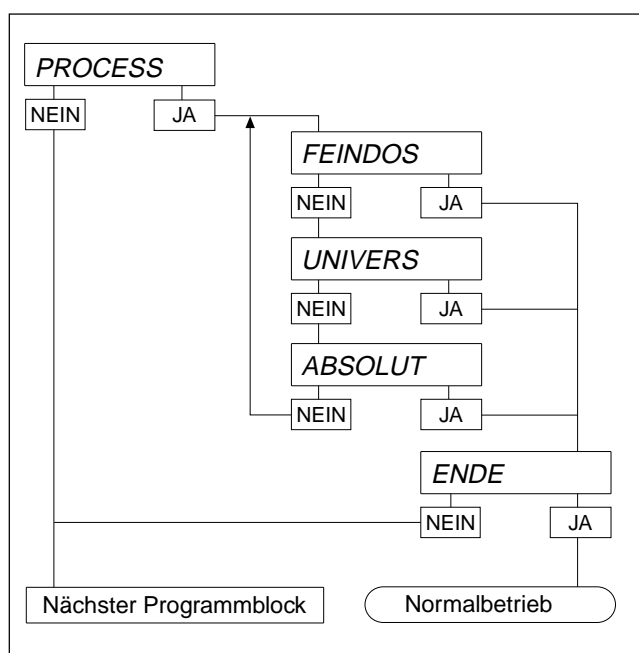 PROCESS
NEIN JA
FEINDOS
NEIN JA
UNIVERS
NEIN JA
ABSOLUT
NEIN JA
ENDE
NEIN JA
Nächster Programmblock Normalbetrieb